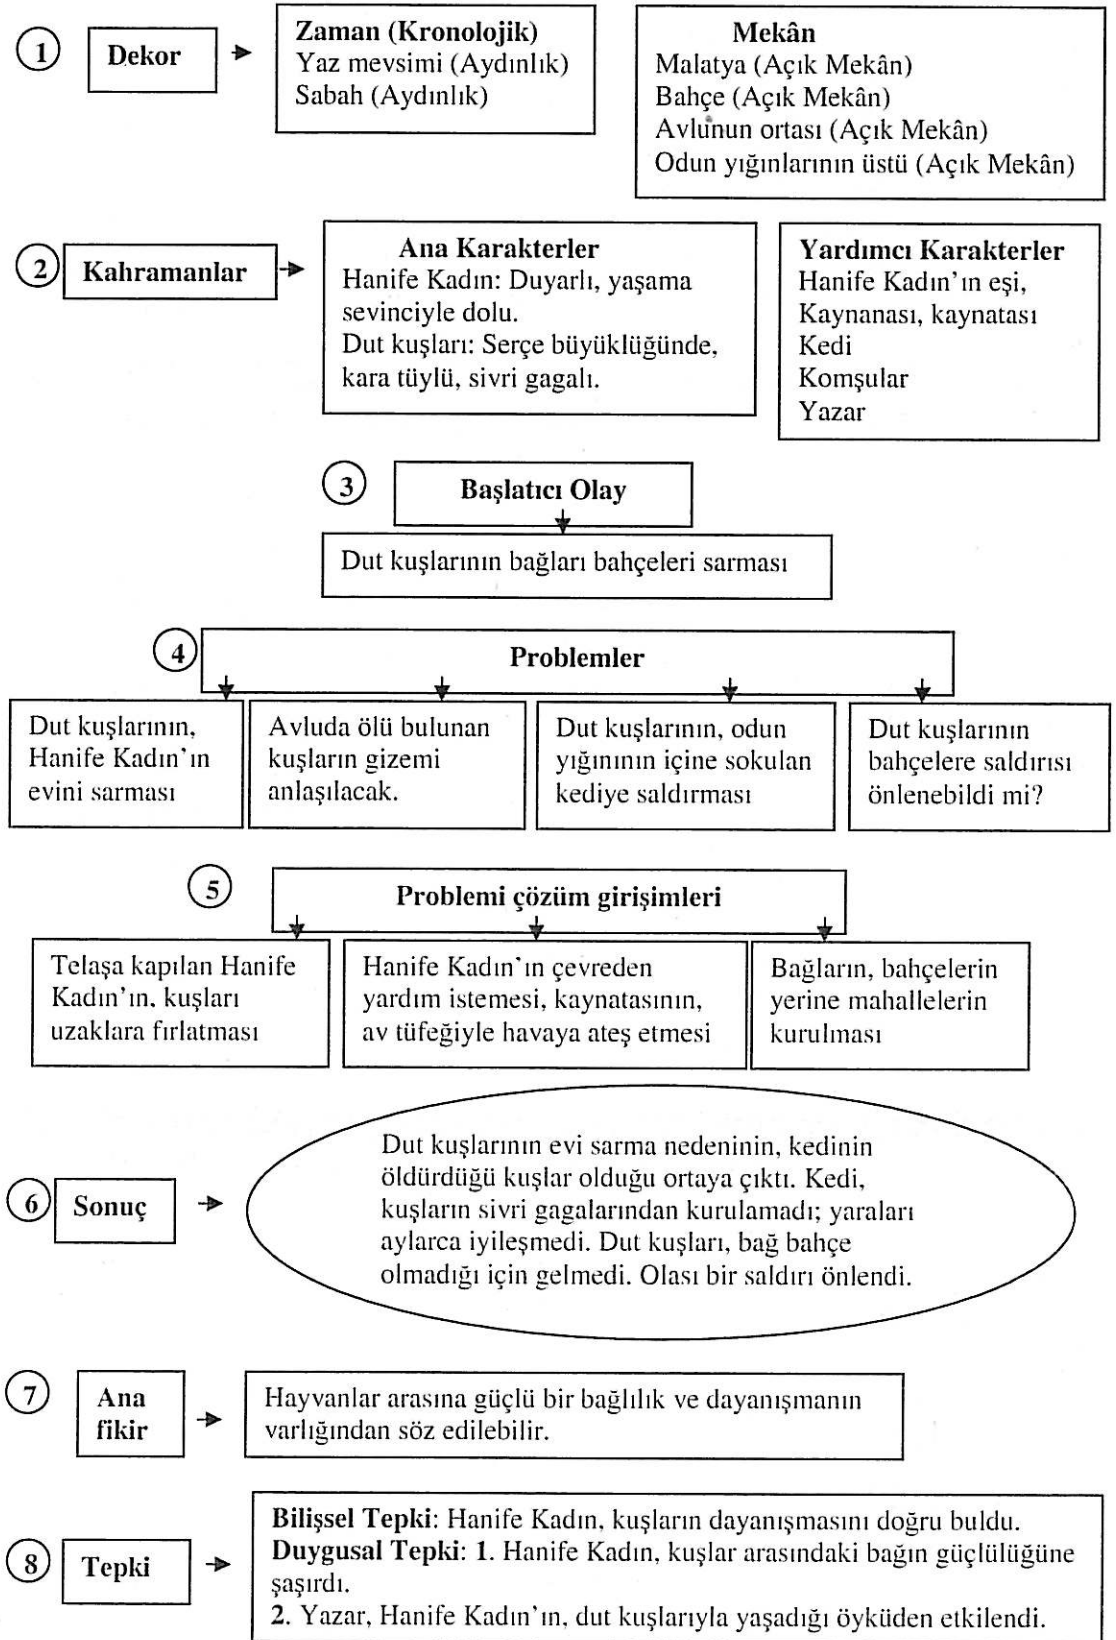 1
Dekor
Zaman (Kronolojik)
Yaz mevsimi (Aydınlık)
Sabah (Aydınlık)
Mekân
Malatya (Açık Mekân)
Bahçe (Açık Mekân)
Avlunun ortası (Açık Mekân)
Odun yığınlarının üstü (Açık Mekân)
2
Kahramanlar
Ana Karakterler
Hanife Kadın: Duyarlı, yaşama
sevinciyle dolu.
Dut kuşları: Serçe büyüklüğünde,
kara tüylü, sivri gagalı.
Yardımcı Karakterler
Hanife Kadın'ın eşi,
Kaynanası, kaynatası
Kedi
Komşular
Yazar
3
Başlatıcı Olay
Dut kuşlarının bağları bahçeleri sarması
4
Problemler
Dut kuşlarının,
Hanife Kadın'ın
evini sarması
Avluda ölü bulunan
kuşların gizemi
anlaşılacak.
Dut kuşlarının, odun
yığınının içine sokulan
kediye saldırması
Dut kuşlarının
bahçelere saldırısı
önlenebildi mi?
5
Problemi çözüm girişimleri
Telaşa kapılan Hanife
Kadın'ın, kuşları
uzaklara fırlatması
Hanife Kadın'ın çevreden
yardım istemesi, kaynatasının,
av tüfeğiyle havaya ateş etmesi
Bağların, bahçelerin
yerine mahallelerin
kurulması
6
Sonuç
Dut kuşlarının evi sarma nedeninin, kedinin
öldürdüğü kuşlar olduğu ortaya çıktı. Kedi,
kuşların sivri gagalarından kurulamadı; yaraları
aylarca iyileşmedi. Dut kuşları, bağ bahçe
olmadığı için gelmedi. Olası bir saldırı önlendi.
7
Ana
fikir
Hayvanlar arasına güçlü bir bağlılık ve dayanışmanın
varlığından söz edilebilir.
8
Tepki
Bilişsel Tepki: Hanife Kadın, kuşların dayanışmasını doğru buldu.
Duygusal Tepki: 1. Hanife Kadın, kuşlar arasındaki bağın güçlülüğüne
şaşırdı.
2. Yazar, Hanife Kadın'ın, dut kuşlarıyla yaşadığı öyküden etkilendi.